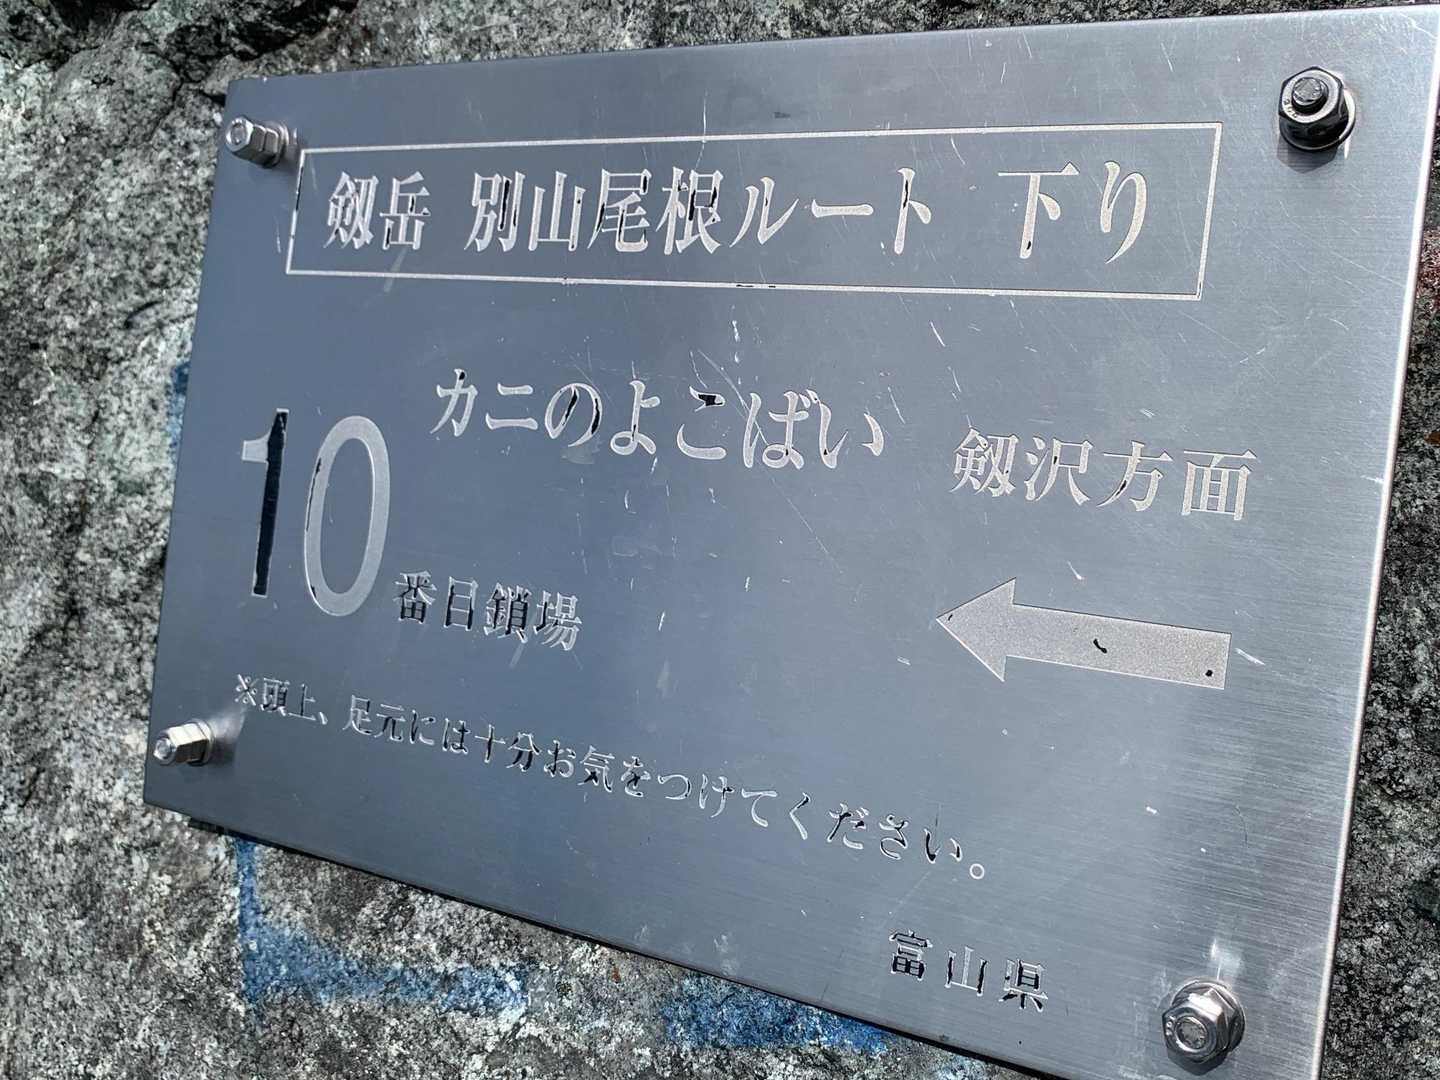 剱岳 別山尾根ルート 下り
カニのよこばい 剱沢方面
10番目鎖場
※頭上、足元には十分お気をつけてください。
富山県